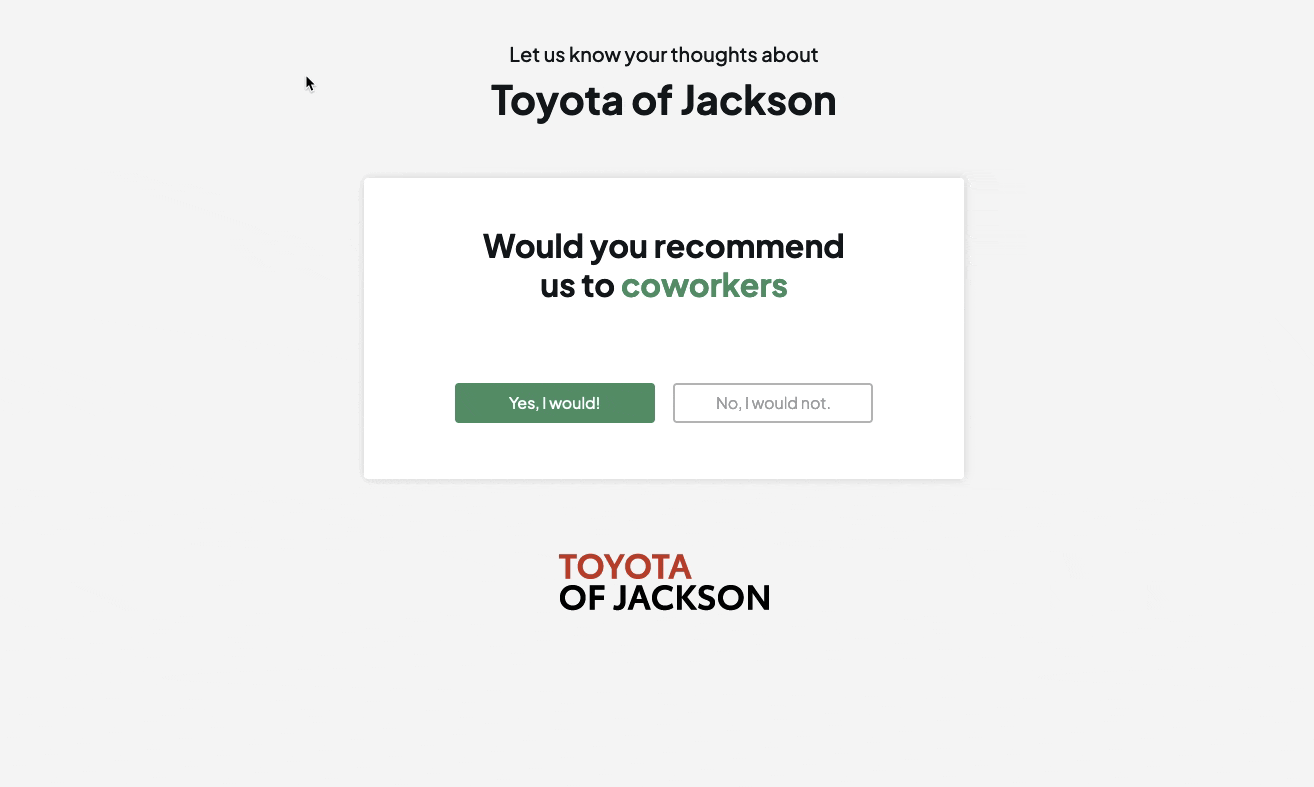 Let us know your thoughts about
Toyota of Jackson
Would you recommend
us to coworkers
Yes, I would!
No, I would not.
TOYOTA
OF JACKSON